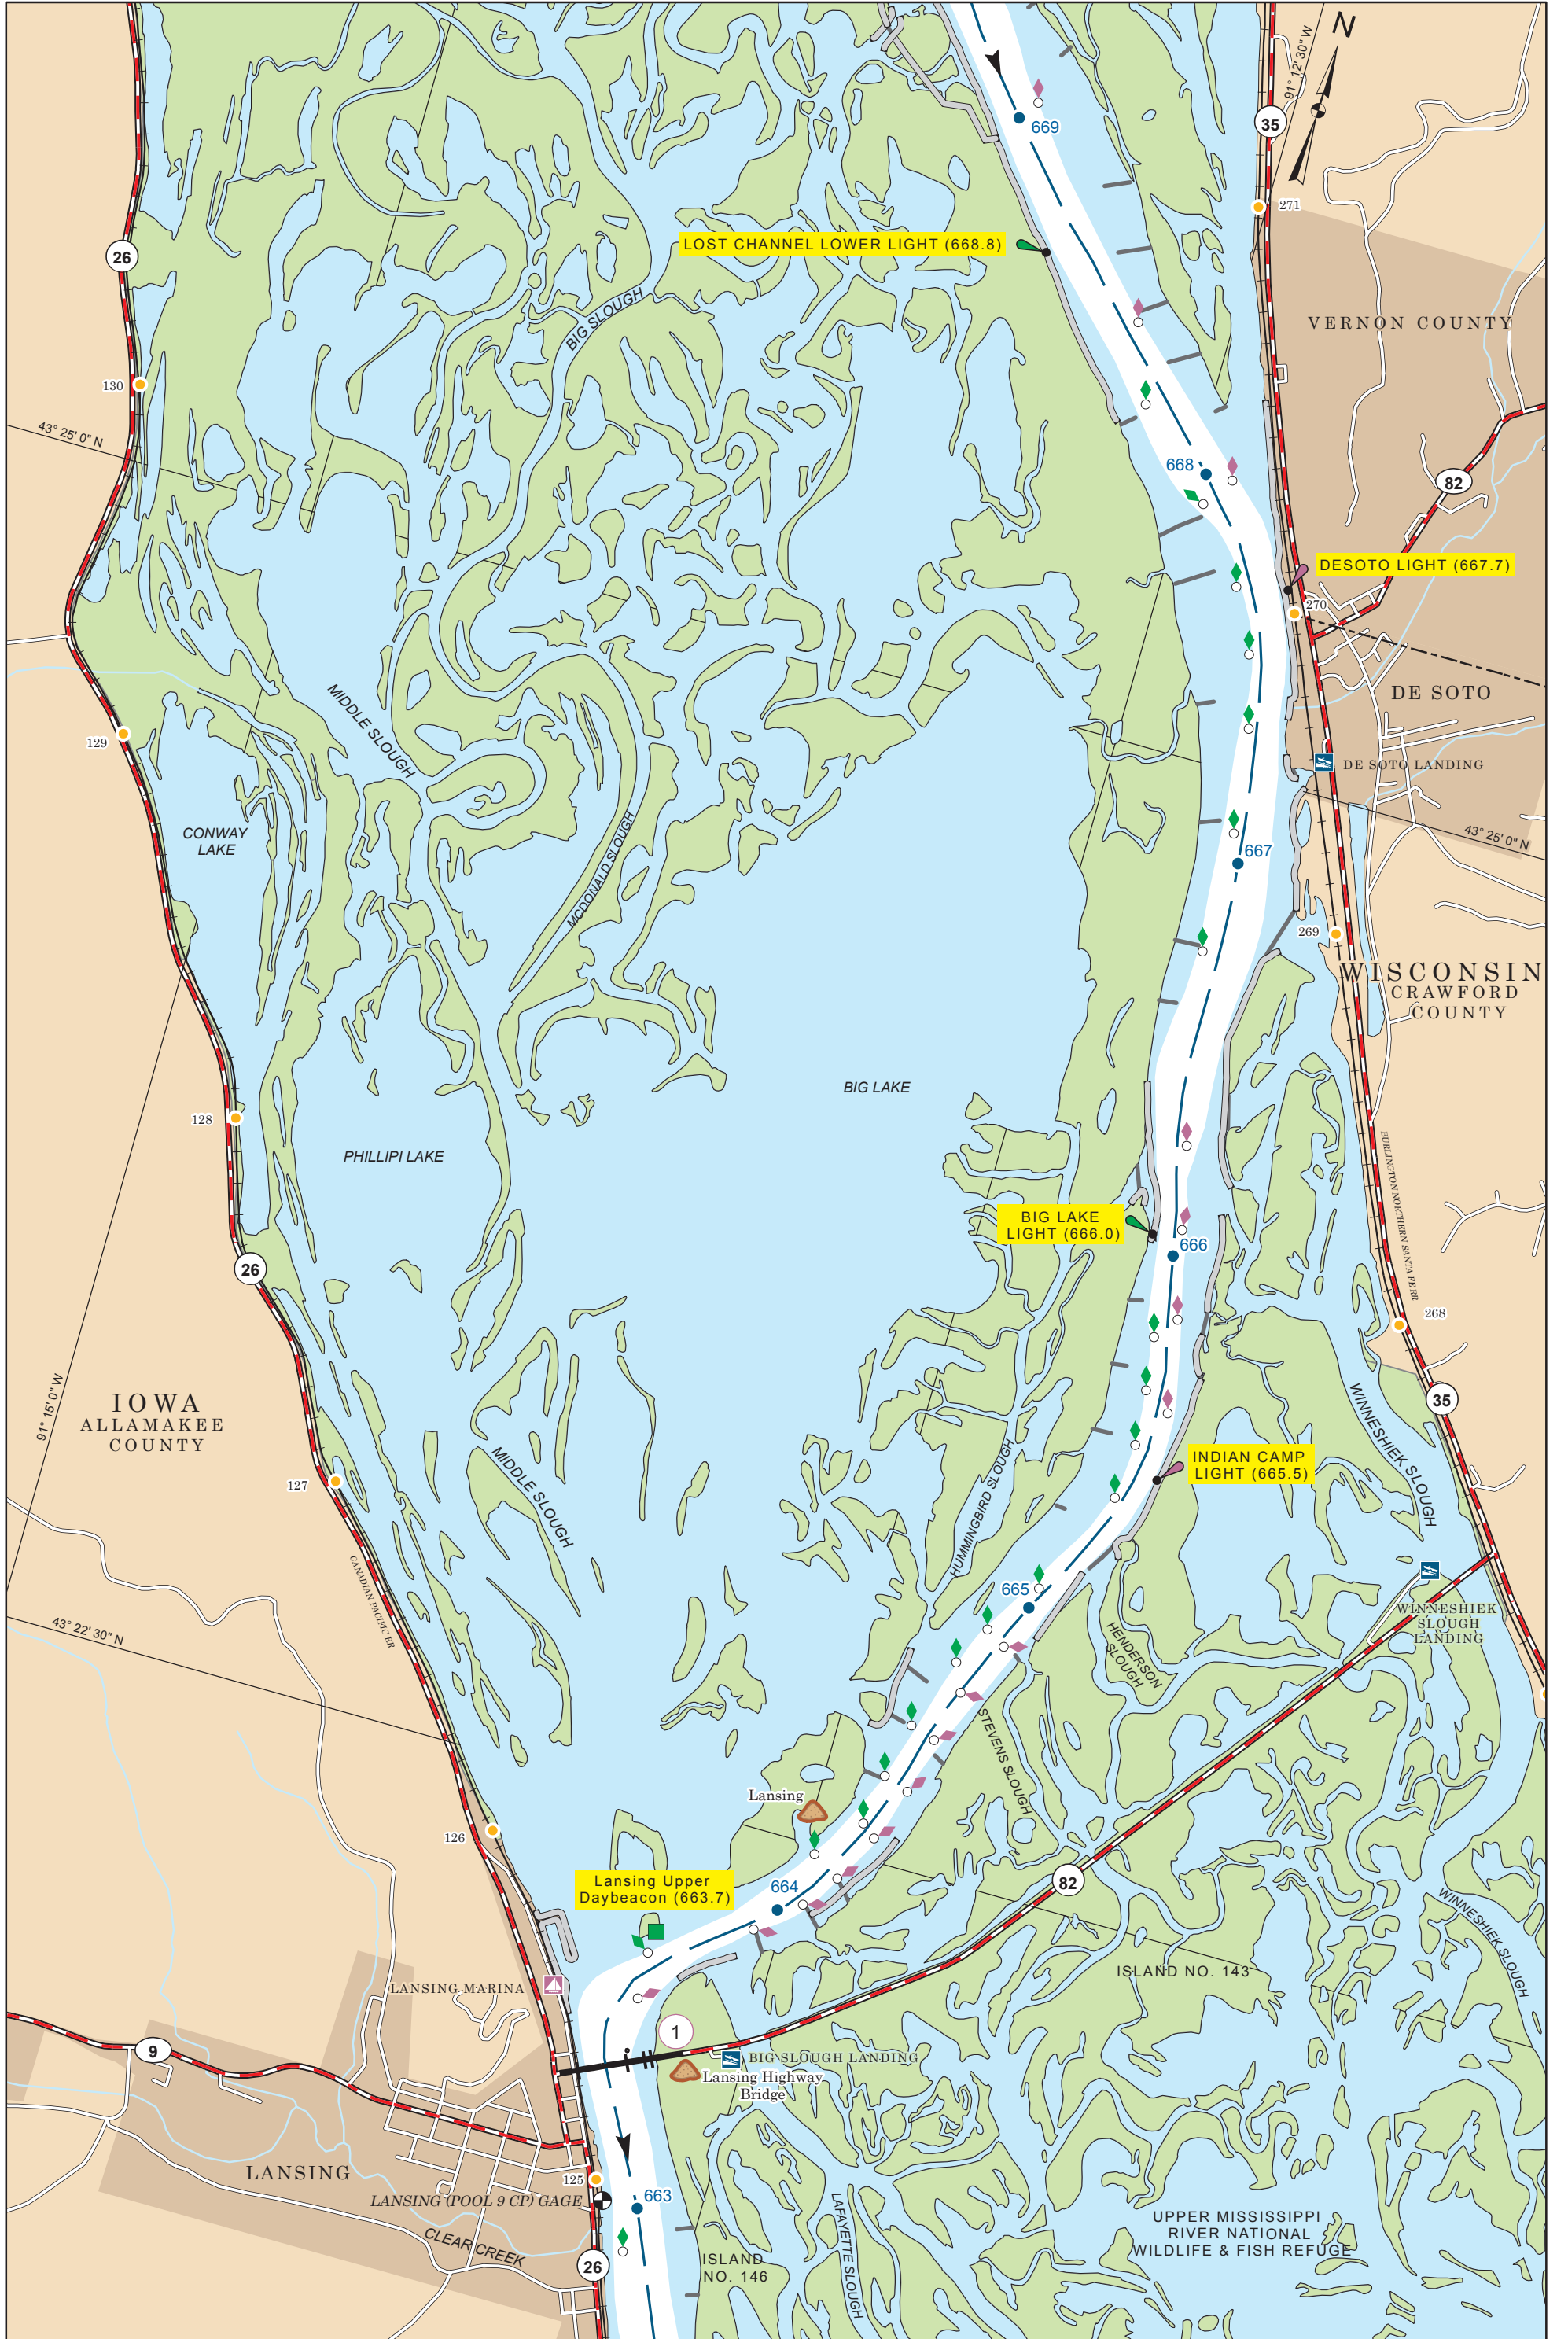 N
91° 12' 30" W
669
35
271
26
LOST CHANNEL LOWER LIGHT (668.8)
BIG SLOUGH
VERNON COUNTY
130
43° 25' 0" N
668
82
DESOTO LIGHT (667.7)
270
MIDDLE SLOUGH
DE SOTO
129
DE SOTO LANDING
CONWAY
LAKE
MCDONALD SLOUGH
43° 25' 0" N
667
269
WISCONSIN
CRAWFORD
COUNTY
BIG LAKE
128
PHILLIPI LAKE
BURLINGTON NORTHERN SANTA FE RR
BIG LAKE
LIGHT (666.0)
666
26
268
91° 15' 0" W
IOWA
ALLAMAKEE
COUNTY
35
WINNESHIEK SLOUGH
MIDDLE SLOUGH
HUMMINGBIRD SLOUGH
INDIAN CAMP
LIGHT (665.5)
127
CANADIAN PACIFIC RR
665
43° 22' 30" N
WINNESHIEK
SLOUGH
LANDING
HENDERSON
SLOUGH
STEVENS SLOUGH
Lansing
126
Lansing Upper
Daybeacon (663.7)
664
82
WINNESHIEK SLOUGH
ISLAND NO. 143
LANSING MARINA
1
9
BIG SLOUGH LANDING
Lansing Highway
Bridge
LANSING
125
LANSING (POOL 9 CP) GAGE
663
CLEAR CREEK
26
ISLAND
NO. 146
LAFAYETTE SLOUGH
UPPER MISSISSIPPI
RIVER NATIONAL
WILDLIFE & FISH REFUGE